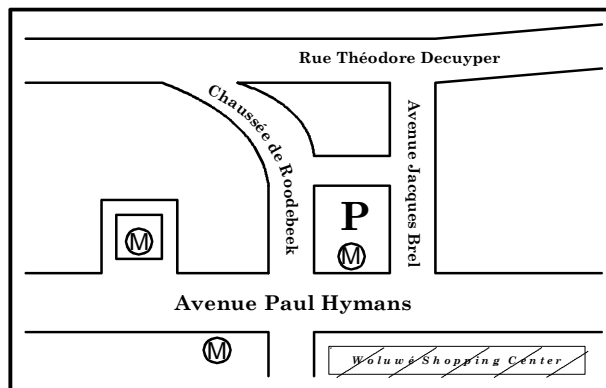 Rue Théodore Decuyper
Chaussée de Roodebeek
Avenue Jacques Brel
P
M
M
Avenue Paul Hymans
M
Woluwé Shopping Center